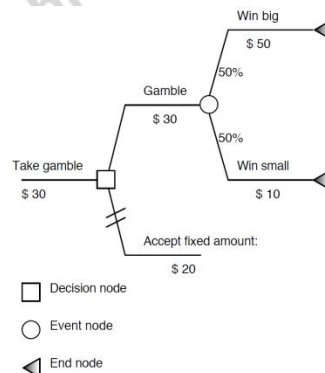 Win big
$ 50
50%
Gamble
$ 30
50%
Take gamble
$ 30
Win small
$ 10
Accept fixed amount:
$ 20
Decision node
Event node
End node